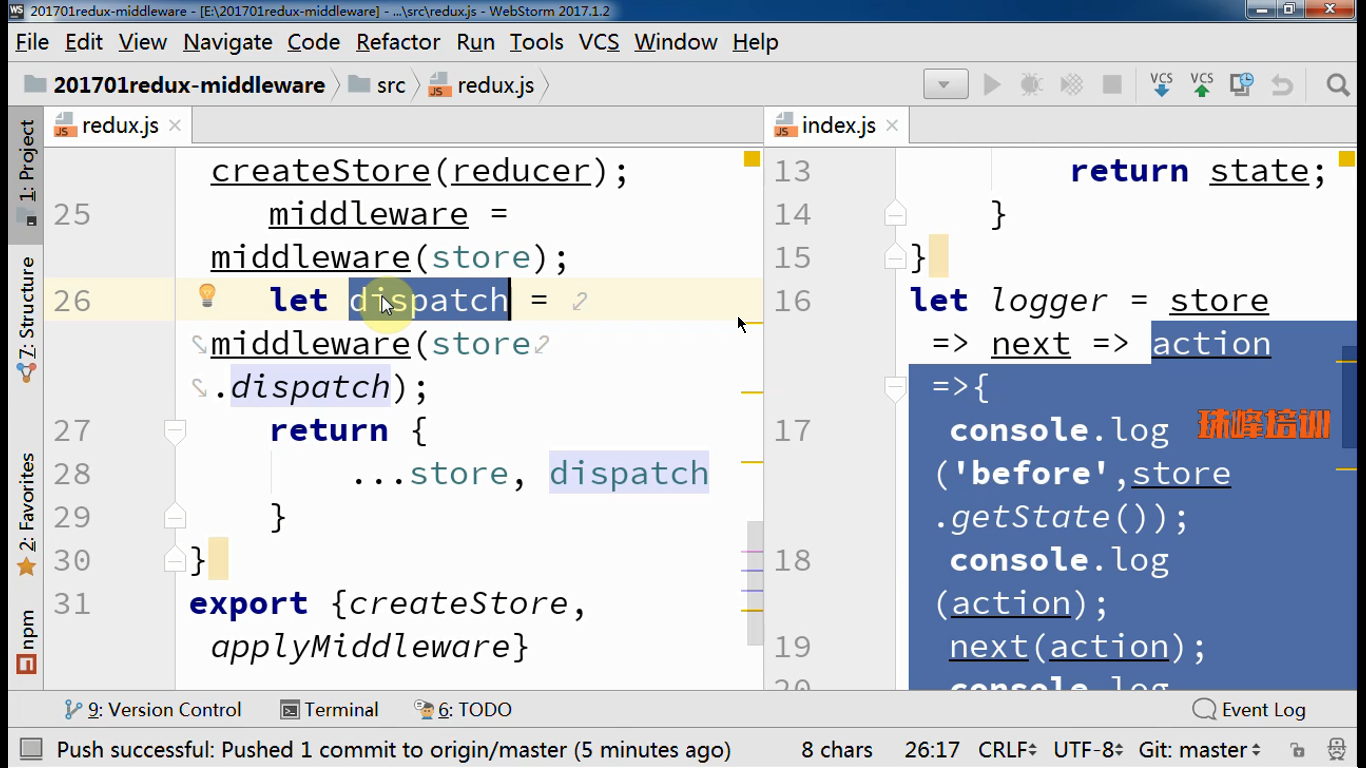 WS 201701redux-middleware - [E:\201701redux-middleware] - ...\src\redux.js - WebStorm 2017.1.2
File Edit View Navigate Code Refactor Run Tools VCS Window Help
201701redux-middleware src JS redux.js VCS VCS
1: Project
7: Structure
2: Favorites
npm
JS redux.js
createStore(reducer);
25 middleware =
middleware(store);
26 let dispatch =
middleware(store
.dispatch);
27 return {
28 ...store, dispatch
29 }
30 }
31 export {createStore,
applyMiddleware}
JS index.js
13 return state;
14 }
15 }
16 let logger = store
=> next => action
=>{
17 console.log
('before',store
.getState());
18 console.log
(action);
19 next(action);
20 console.log
珠峰培训
9: Version Control Terminal 6: TODO Event Log
Push successful: Pushed 1 commit to origin/master (5 minutes ago) 8 chars 26:17 CRLF UTF-8 Git: master